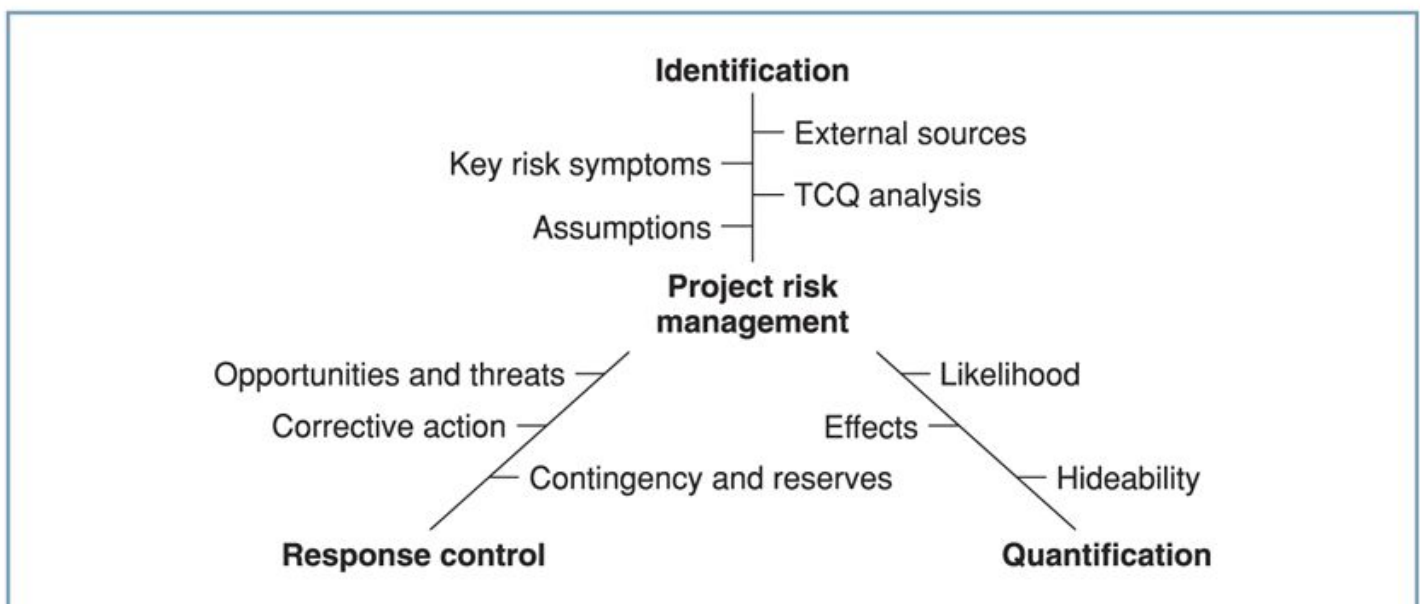 Identification
External sources
Key risk symptoms
TCQ analysis
Assumptions
Project risk
management
Opportunities and threats
Likelihood
Corrective action
Effects
Contingency and reserves
Hideability
Response control
Quantification